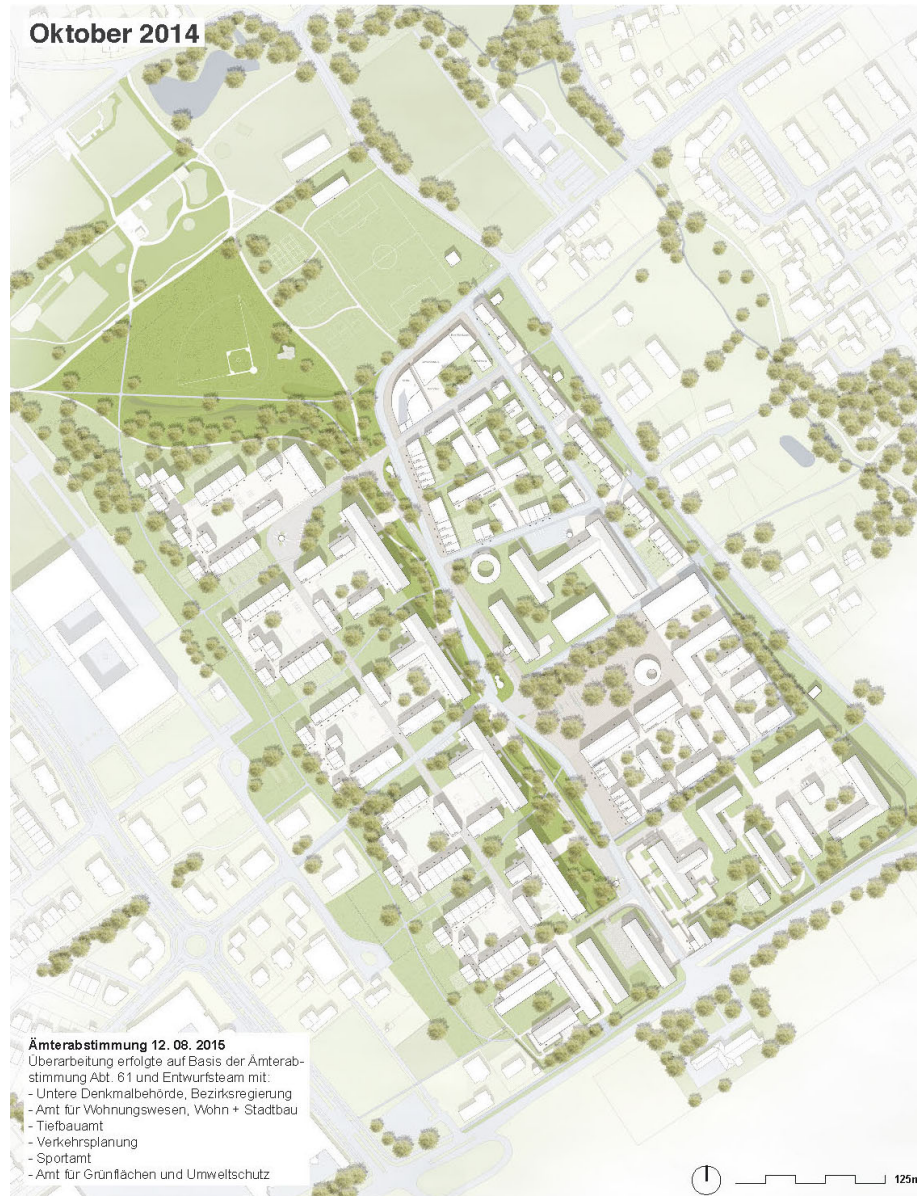 Oktober 2014
Ämterabstimmung 12. 08. 2015
Überarbeitung erfolgte auf Basis der Ämterab-
stimmung Abt. 61 und Entwurfsteam mit:
- Untere Denkmalbehörde, Bezirksregierung
- Amt für Wohnungswesen, Wohn + Stadtbau
- Tiefbauamt
- Verkehrsplanung
- Sportamt
- Amt für Grünflächen und Umweltschutz
125m